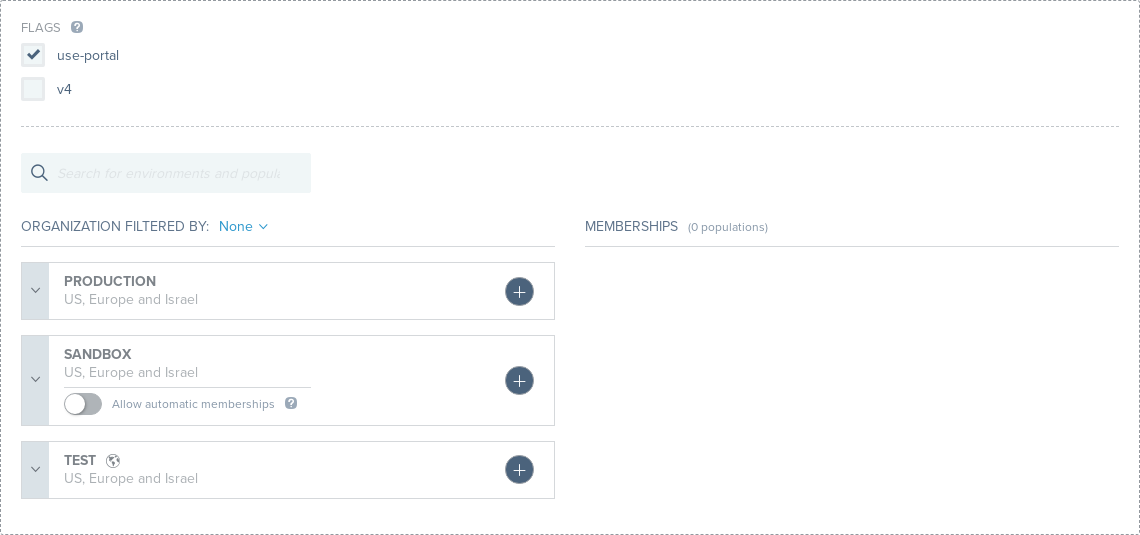 FLAGS
use-portal
v4
Search for environments and popula
ORGANIZATION FILTERED BY: None
MEMBERSHIPS (0 populations)
PRODUCTION
US, Europe and Israel
SANDBOX
US, Europe and Israel
Allow automatic memberships
TEST
US, Europe and Israel